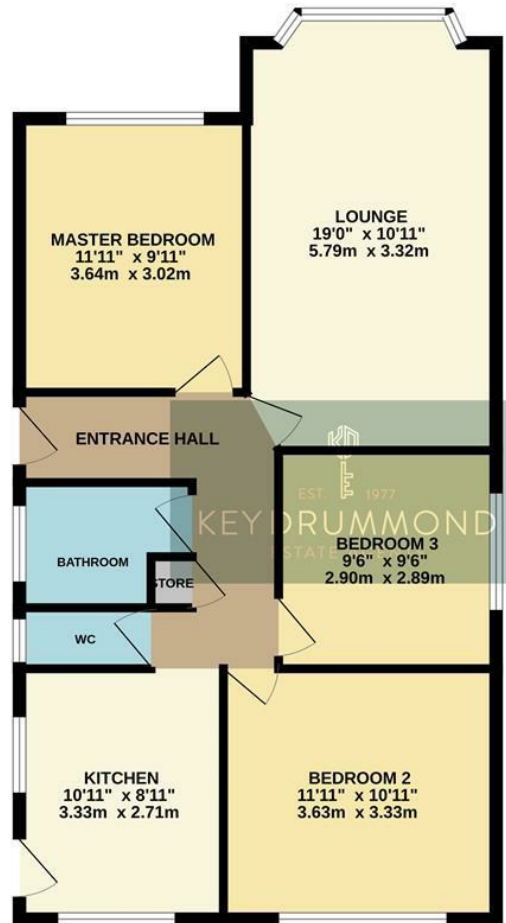 LOUNGE
19'0" x 10'11"
5.79m x 3.32m
MASTER BEDROOM
11'11" x 9'11"
3.64m x 3.02m
ENTRANCE HALL
EST. 1977
KEYDRUMMOND
BEDROOM 3
9'6" x 9'6"
2.90m x 2.89m
BATHROOM
STORE
WC
KITCHEN
10'11" x 8'11"
3.33m x 2.71m
BEDROOM 2
11'11" x 10'11"
3.63m x 3.33m